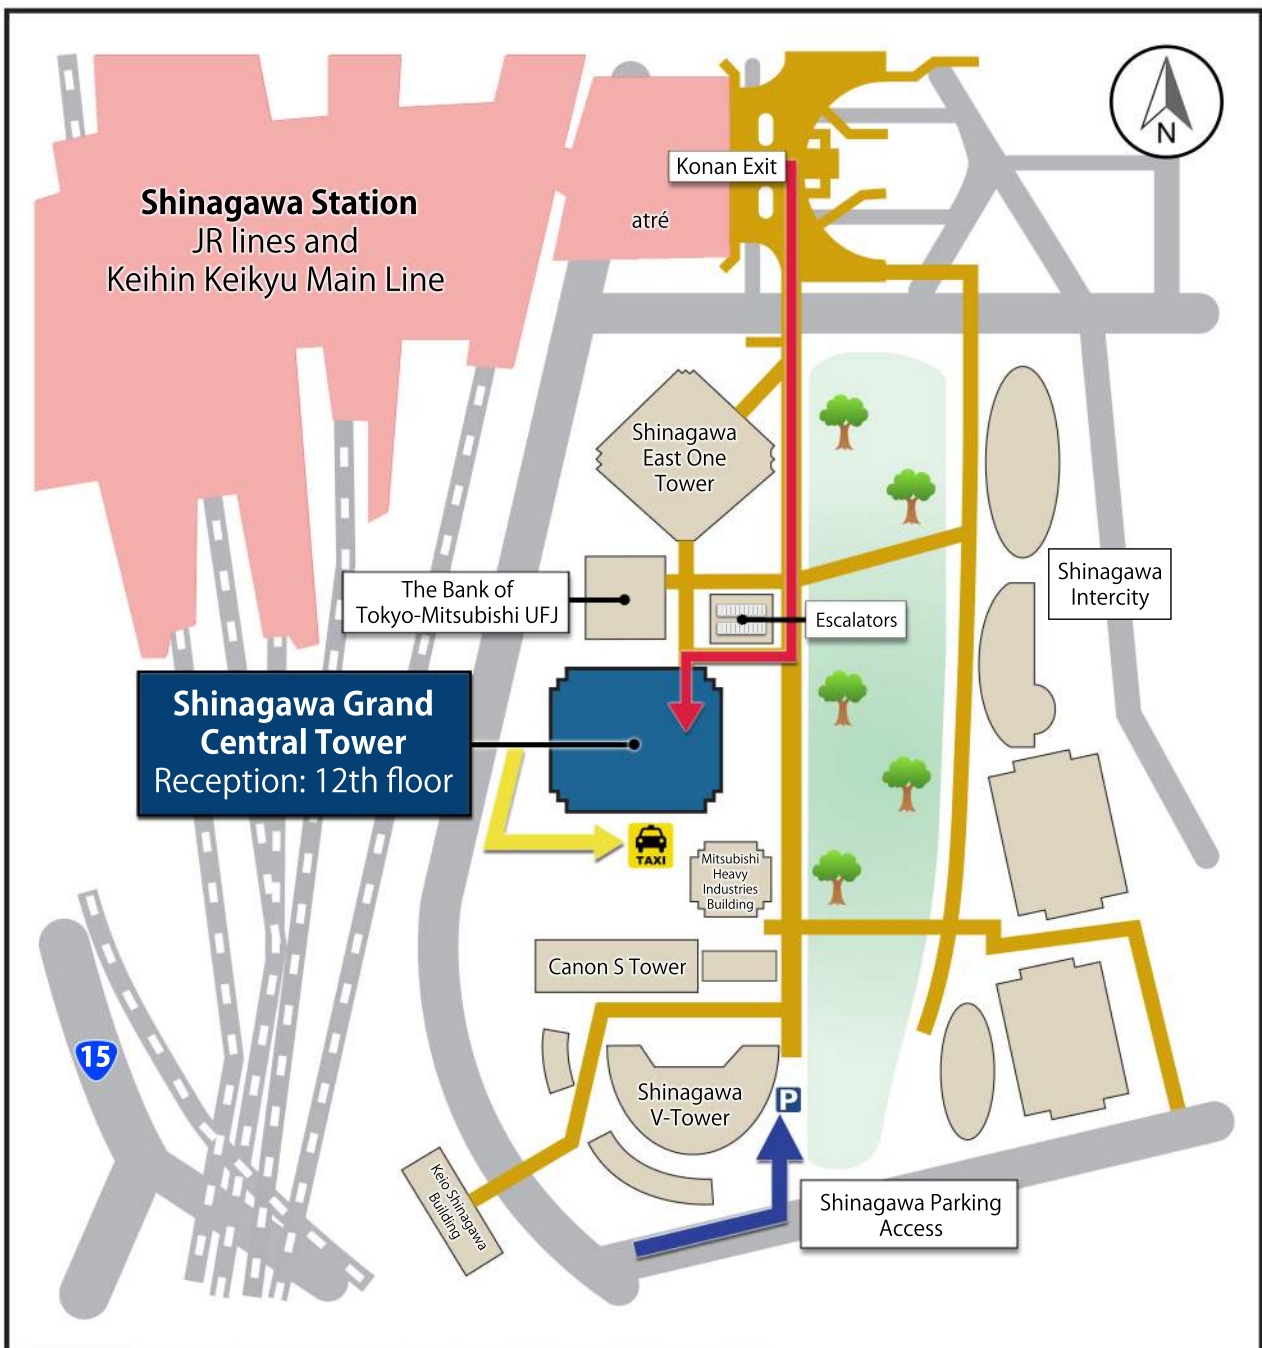 N
Konan Exit
Shinagawa Station
JR lines and
Keihin Keikyu Main Line
atré
Shinagawa
East One
Tower
The Bank of
Tokyo-Mitsubishi UFJ
Escalators
Shinagawa
Intercity
Shinagawa Grand
Central Tower
Reception: 12th floor
TAXI
Mitsubishi
Heavy
Industries
Building
Canon S Tower
15
Shinagawa
V-Tower
P
Keio Shinagawa
Building
Shinagawa Parking
Access